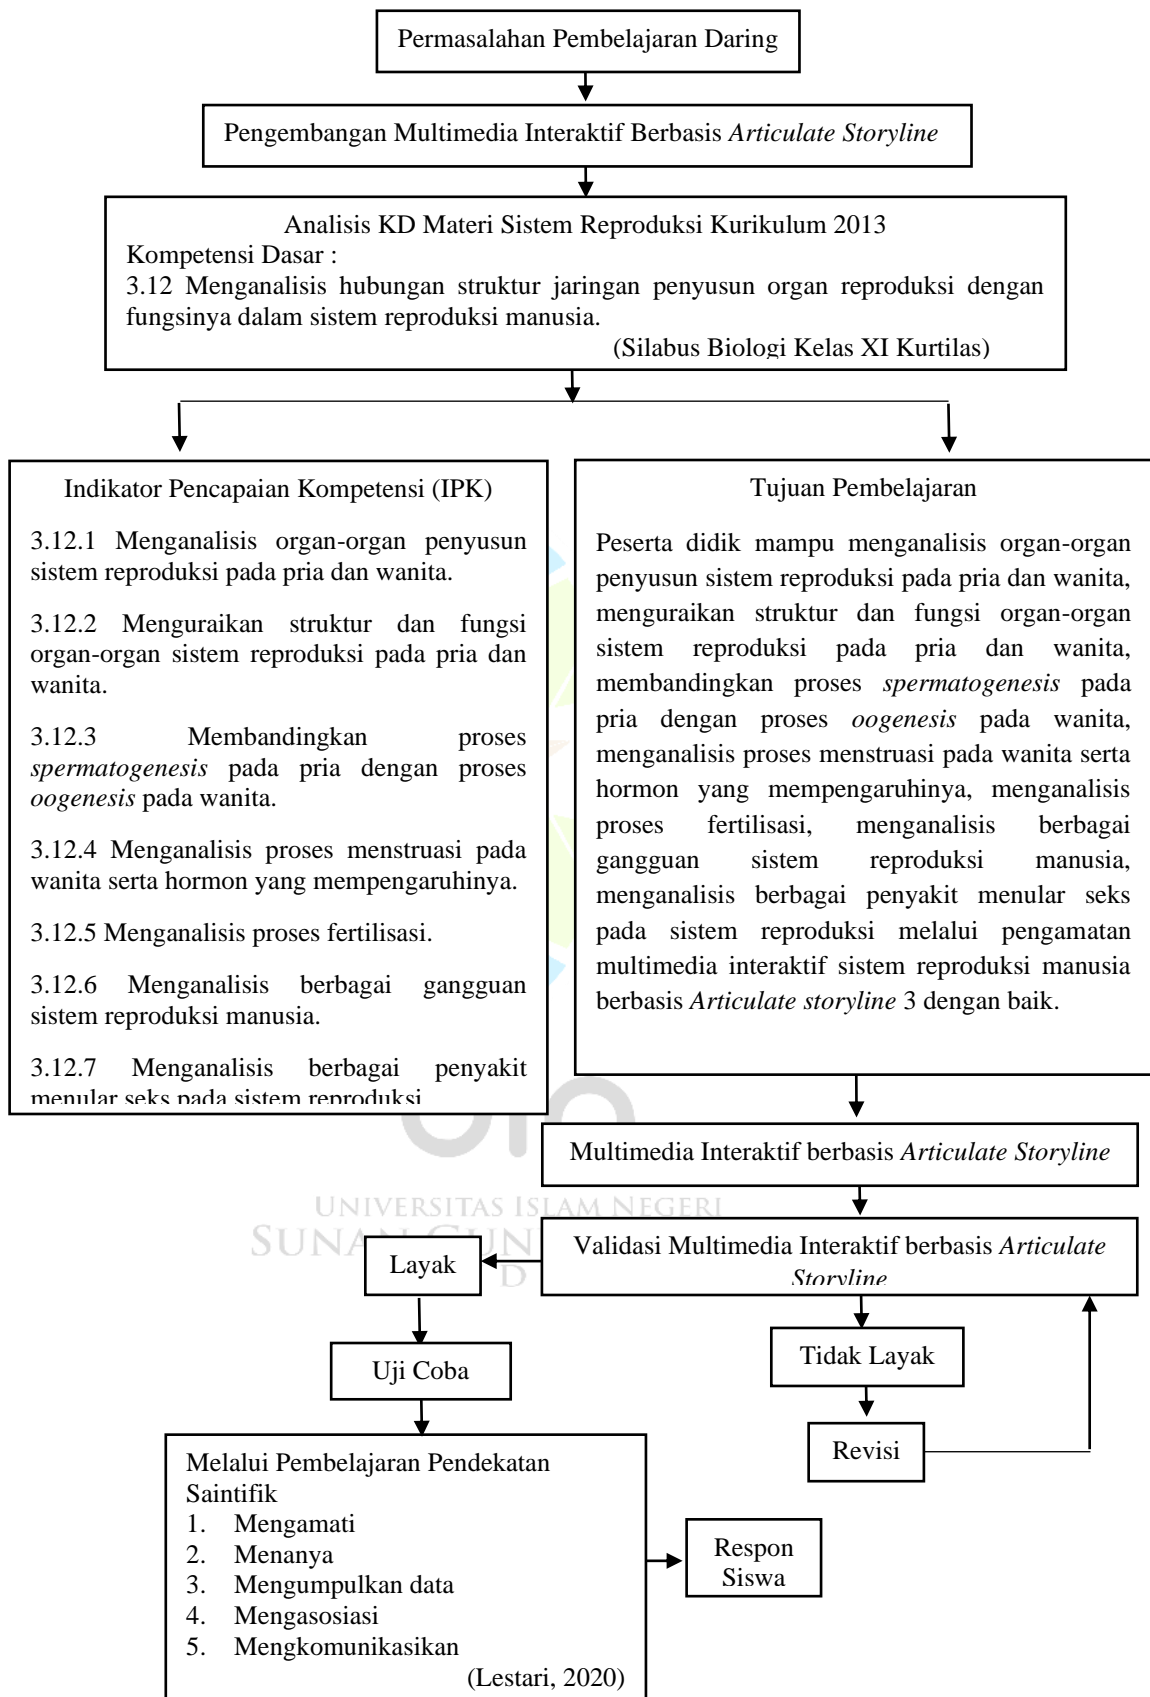 Permasalahan Pembelajaran Daring
Pengembangan Multimedia Interaktif Berbasis Articulate Storyline
Analisis KD Materi Sistem Reproduksi Kurikulum 2013
Kompetensi Dasar :
3.12 Menganalisis hubungan struktur jaringan penyusun organ reproduksi dengan
fungsinya dalam sistem reproduksi manusia.
(Silabus Biologi Kelas XI Kurtilas)
Indikator Pencapaian Kompetensi (IPK)
3.12.1 Menganalisis organ-organ penyusun
sistem reproduksi pada pria dan wanita.
3.12.2 Menguraikan struktur dan fungsi
organ-organ sistem reproduksi pada pria dan
wanita.
3.12.3 Membandingkan proses
spermatogenesis pada pria dengan proses
oogenesis pada wanita.
3.12.4 Menganalisis proses menstruasi pada
wanita serta hormon yang mempengaruhinya.
3.12.5 Menganalisis proses fertilisasi.
3.12.6 Menganalisis berbagai gangguan
sistem reproduksi manusia.
3.12.7 Menganalisis berbagai penyakit
menular seks pada sistem reproduksi
Tujuan Pembelajaran
Peserta didik mampu menganalisis organ-organ
penyusun sistem reproduksi pada pria dan wanita,
menguraikan struktur dan fungsi organ-organ
sistem reproduksi pada pria dan wanita,
membandingkan proses spermatogenesis pada
pria dengan proses oogenesis pada wanita,
menganalisis proses menstruasi pada wanita serta
hormon yang mempengaruhinya, menganalisis
proses fertilisasi, menganalisis berbagai
gangguan sistem reproduksi manusia,
menganalisis berbagai penyakit menular seks
pada sistem reproduksi melalui pengamatan
multimedia interaktif sistem reproduksi manusia
berbasis Articulate storyline 3 dengan baik.
Multimedia Interaktif berbasis Articulate Storyline
UNIVERSITAS ISLAM NEGERI
Validasi Multimedia Interaktif berbasis Articulate
Storyline
Layak
Tidak Layak
Uji Coba
Revisi
Melalui Pembelajaran Pendekatan
Saintifik
1. Mengamati
2. Menanya
3. Mengumpulkan data
4. Mengasosiasi
5. Mengkomunikasikan
(Lestari, 2020)
Respon
Siswa